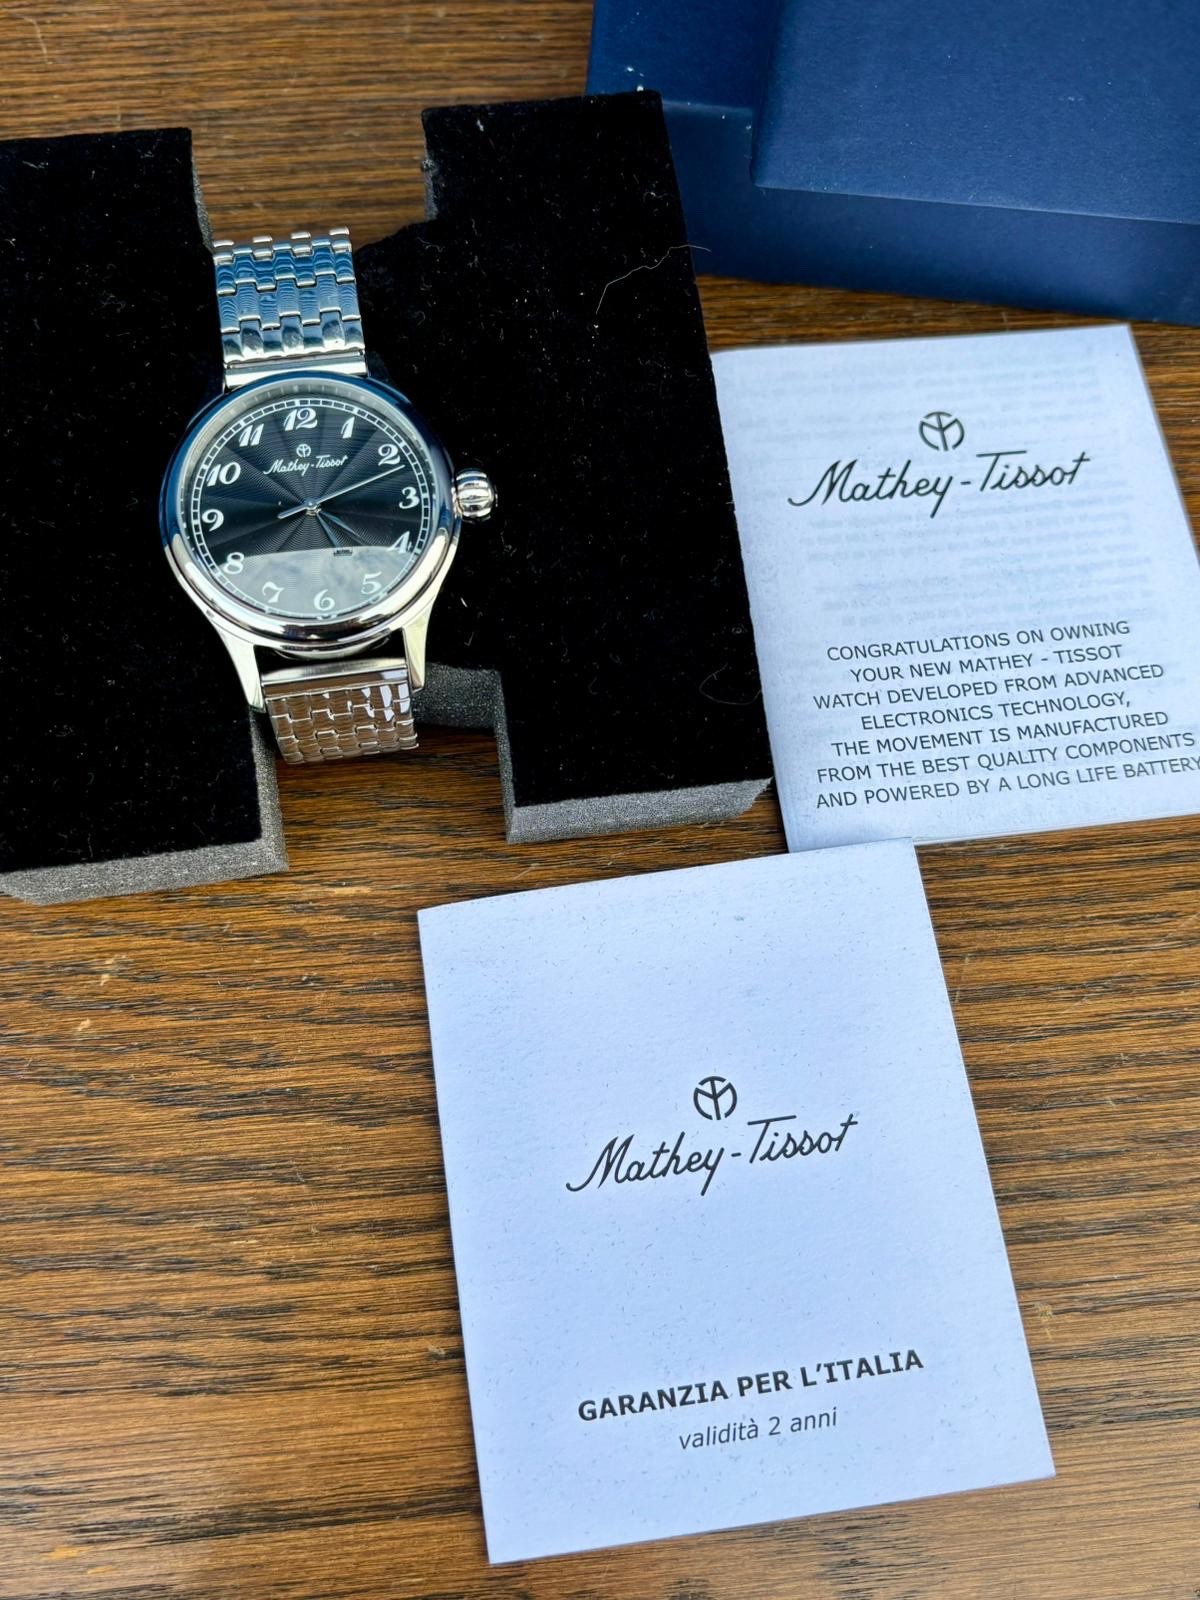 12
1
2
3
4
5
6
7
8
9
10
11
Mathey-Tissot
Mathey-Tissot
CONGRATULATIONS ON OWNING
YOUR NEW MATHEY - TISSOT
WATCH DEVELOPED FROM ADVANCED
ELECTRONICS TECHNOLOGY,
THE MOVEMENT IS MANUFACTURED
FROM THE BEST QUALITY COMPONENTS
AND POWERED BY A LONG LIFE BATTERY
Mathey-Tissot
GARANZIA PER L'ITALIA
validità 2 anni